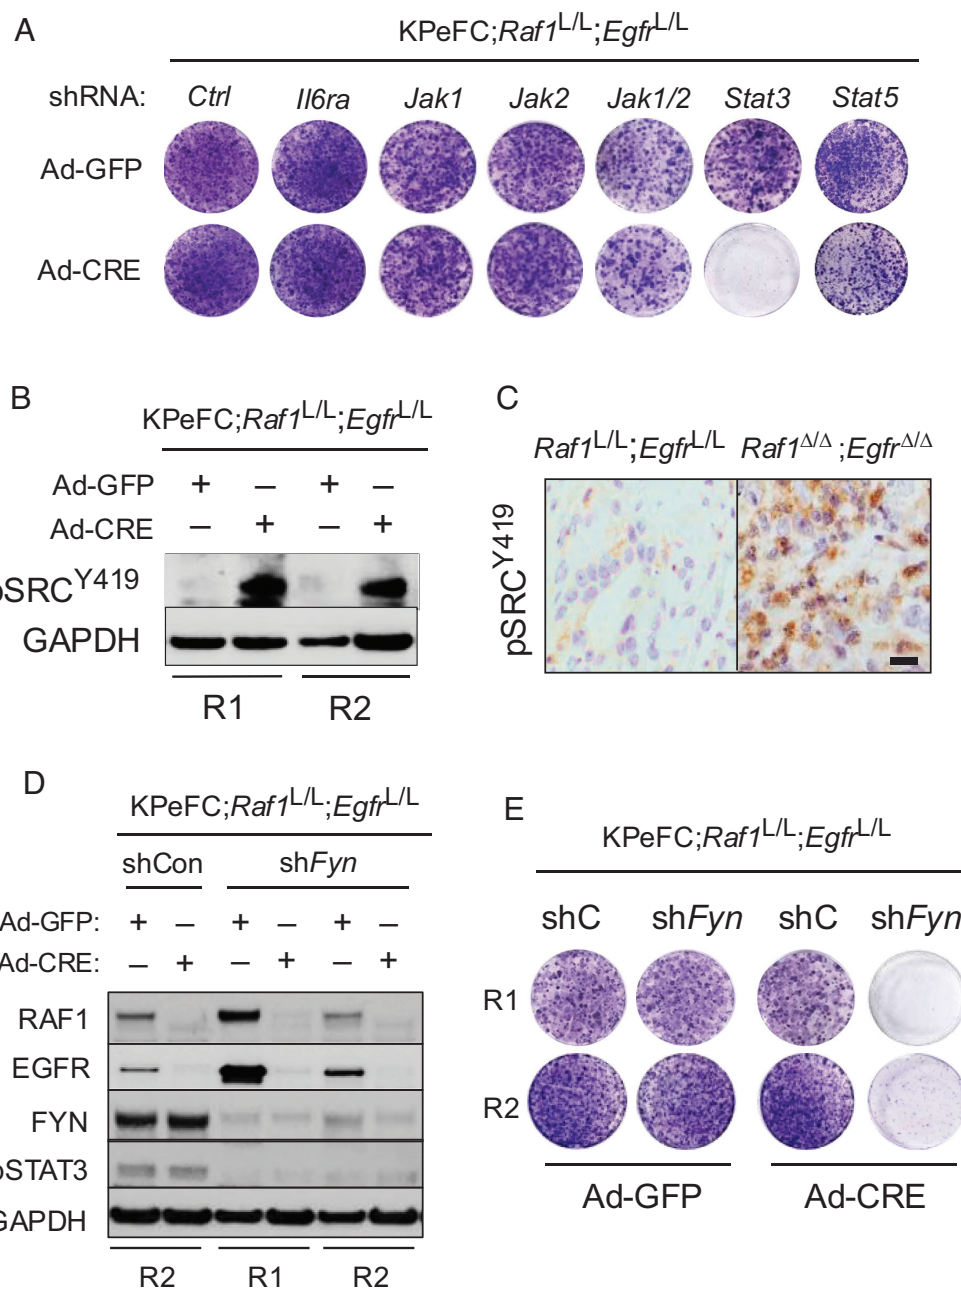 A
KPeFC;Raf1L/L;EgfrL/L
shRNA: Ctrl Il6ra Jak1 Jak2 Jak1/2 Stat3 Stat5
Ad-GFP
Ad-CRE
B
KPeFC;Raf1L/L;EgfrL/L
Ad-GFP + – + –
Ad-CRE – + – +
pSRCY419
GAPDH
R1 R2
C
Raf1L/L;EgfrL/L Raf1Δ/Δ ;EgfrΔ/Δ
pSRCY419
D
KPeFC;Raf1L/L;EgfrL/L
shCon shFyn
Ad-GFP: + – + – + –
Ad-CRE: – + – + – +
RAF1
EGFR
FYN
pSTAT3
GAPDH
R2 R1 R2
E
KPeFC;Raf1L/L;EgfrL/L
shC shFyn shC shFyn
R1
R2
Ad-GFP Ad-CRE